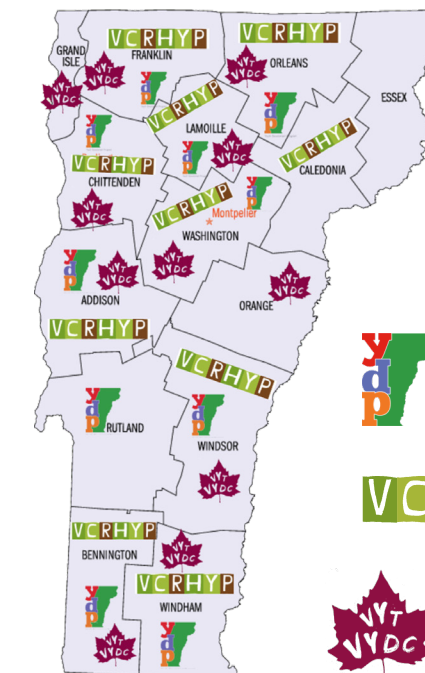 VCRHYP
VCRHYP
GRAND
ISLE
FRANKLIN
ORLEANS
VYT
VYDC
VYT
VYDC
VYT
VYDC
ydp
ESSEX
VCRHYP
ydp
ydp
LAMOILLE
VCRHYP
ydp
VYT
VYDC
VCRHYP
CALEDONIA
CHITTENDEN
VCRHYP
ydp
Montpelier
VYT
VYDC
WASHINGTON
ydp
VYT
VYDC
VYT
VYDC
VYT
VYDC
ADDISON
ORANGE
VCRHYP
ydp
VCRHYP
ydp
RUTLAND
ydp
WINDSOR
VC
VYT
VYDC
VCRHYP
BENNINGTON
VYT
VYDC
VCRHYP
ydp
WINDHAM
VYT
VYDC
ydp
VYT
VYDC